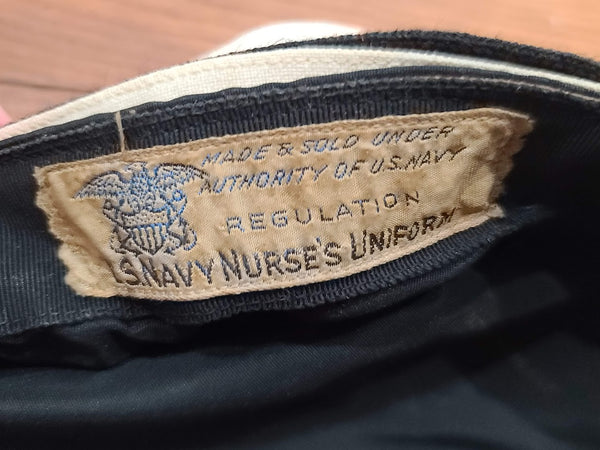 MADE & SOLD UNDER
AUTHORITY OF U.S. NAVY
REGULATION
.S. NAVY NURSE'S UNIFORM